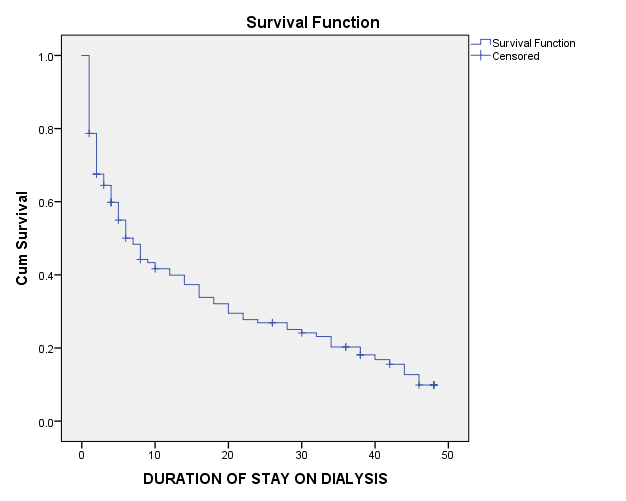 Survival Function
Survival Function
Censored
1.0
0.8
0.6
0.4
0.2
0.0
Cum Survival
0
10
20
30
40
50
DURATION OF STAY ON DIALYSIS